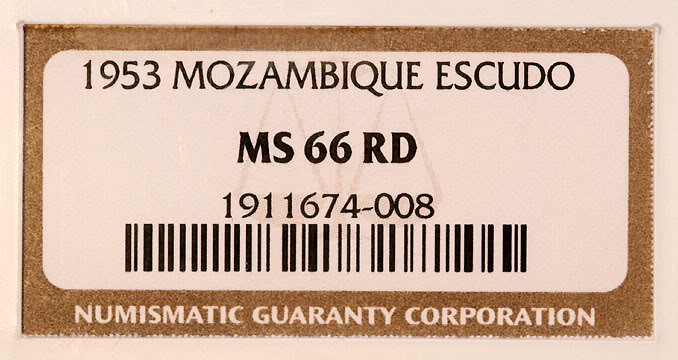 1953 MOZAMBIQUE ESCUDO
MS 66 RD
1911674-008
NUMISMATIC GUARANTY CORPORATION